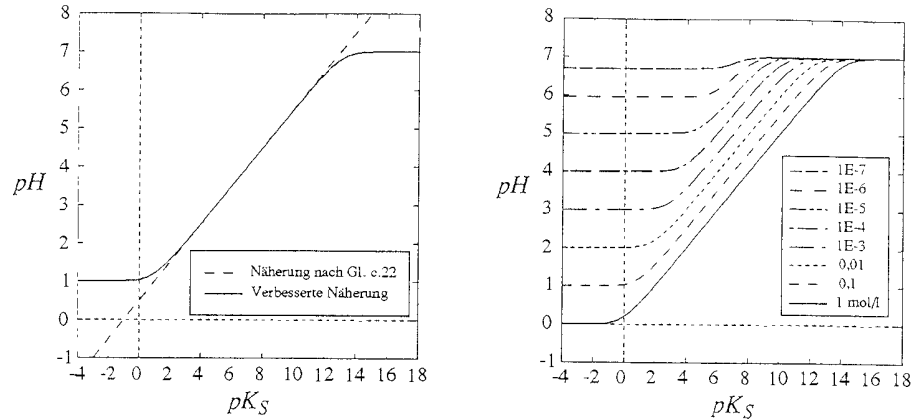 8
7
6
5
4
3
2
1
0
-1
pH
-4 -2 0 2 4 6 8 10 12 14 16 18
pK_S
Näherung nach Gl. c.22
Verbesserte Näherung
8
7
6
5
4
3
2
1
0
-1
pH
-4 -2 0 2 4 6 8 10 12 14 16 18
pK_S
1E-7
1E-6
1E-5
1E-4
1E-3
0,01
0,1
1 mol/l